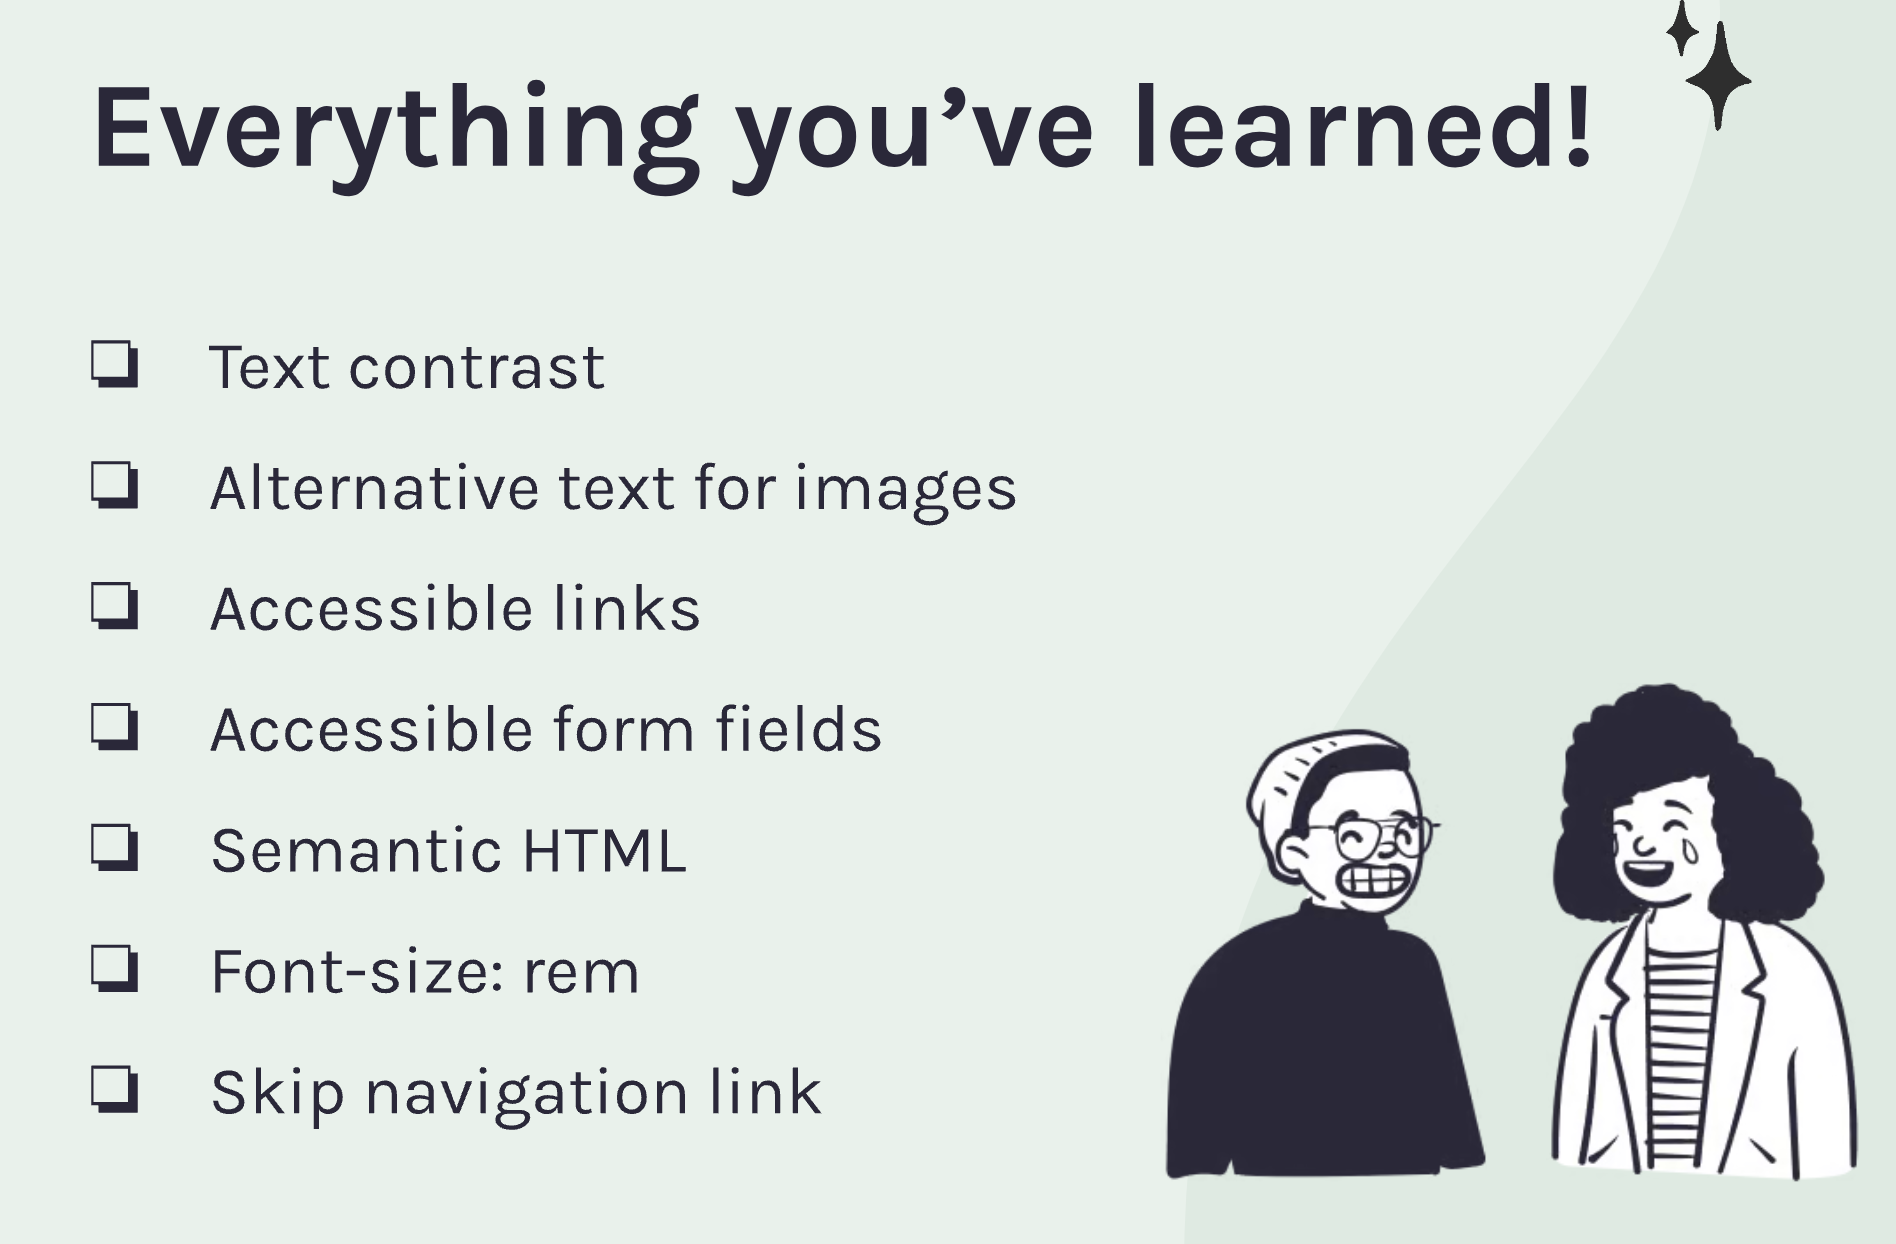 Everything you’ve learned!
❏ Text contrast
❏ Alternative text for images
❏ Accessible links
❏ Accessible form fields
❏ Semantic HTML
❏ Font-size: rem
❏ Skip navigation link